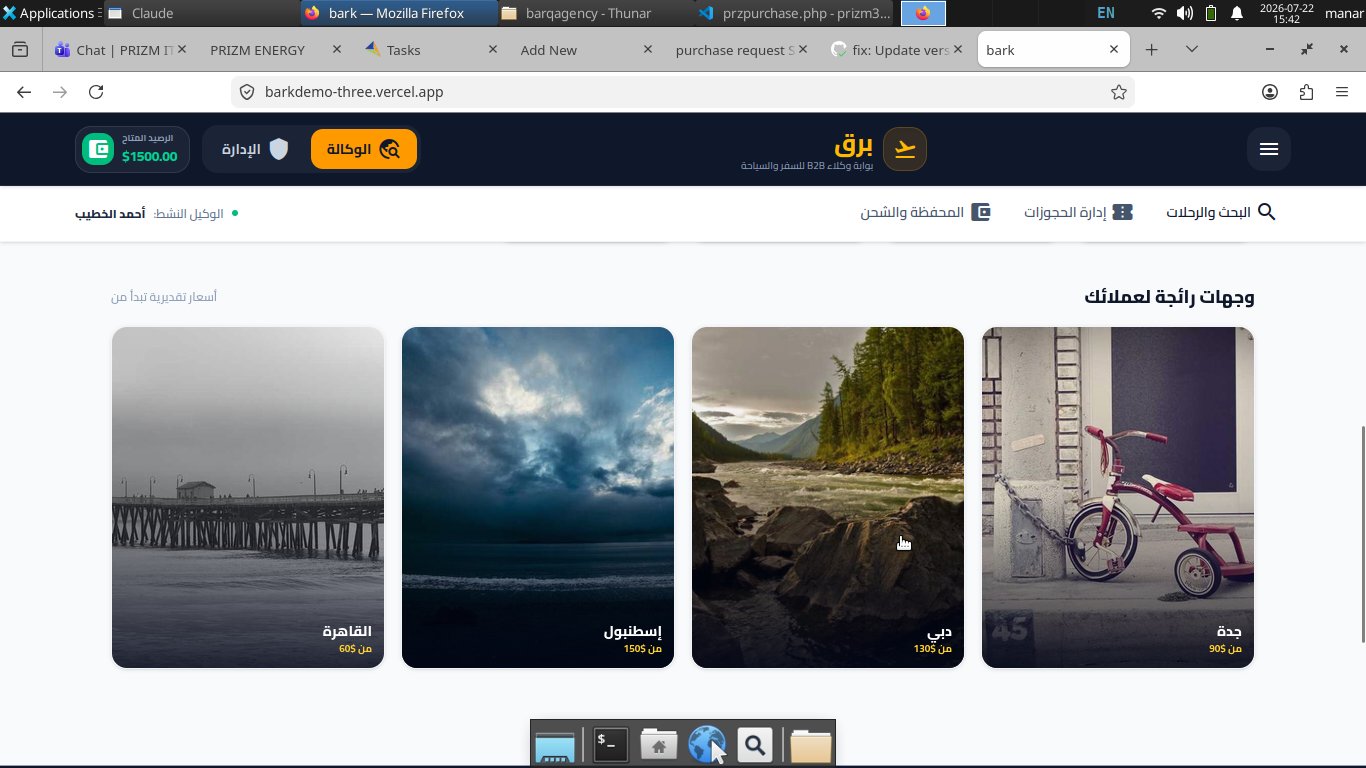 Applications
Claude
bark — Mozilla Firefox
barqagency - Thunar
przpurchase.php - prizm3...
EN
2026-07-22
15:42
manar
Chat | PRIZM IT
PRIZM ENERGY
Tasks
Add New
purchase request S
fix: Update vers
bark
barkdemo-three.vercel.app
برق
بوابة وكلاء B2B للسفر والسياحة
الوكالة
الإدارة
الرصيد المتاح
$1500.00
البحث والرحلات
إدارة الحجوزات
المحفظة والشحن
الوكيل النشط: أحمد الخطيب
وجهات رائجة لعملائك
أسعار تقديرية تبدأ من
جدة
من $90
دبي
من $130
إسطنبول
من $150
القاهرة
من $60
45
$_